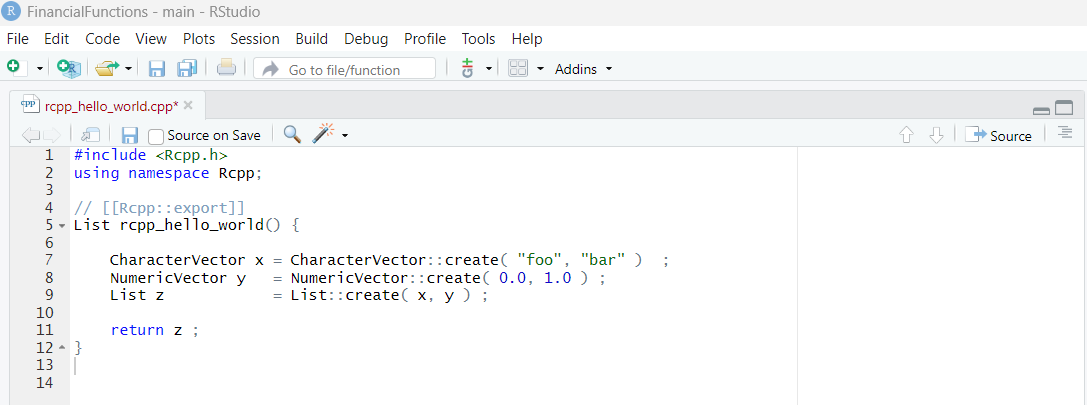 R FinancialFunctions - main - RStudio
File Edit Code View Plots Session Build Debug Profile Tools Help
Go to file/function Addins
cpp rcpp_hello_world.cpp* ×
Source on Save Source
1 #include <Rcpp.h>
2 using namespace Rcpp;
3
4 // [[Rcpp::export]]
5 List rcpp_hello_world() {
6
7     CharacterVector x = CharacterVector::create( "foo", "bar" )  ;
8     NumericVector y   = NumericVector::create( 0.0, 1.0 ) ;
9     List z            = List::create( x, y ) ;
10
11     return z ;
12 }
13
14